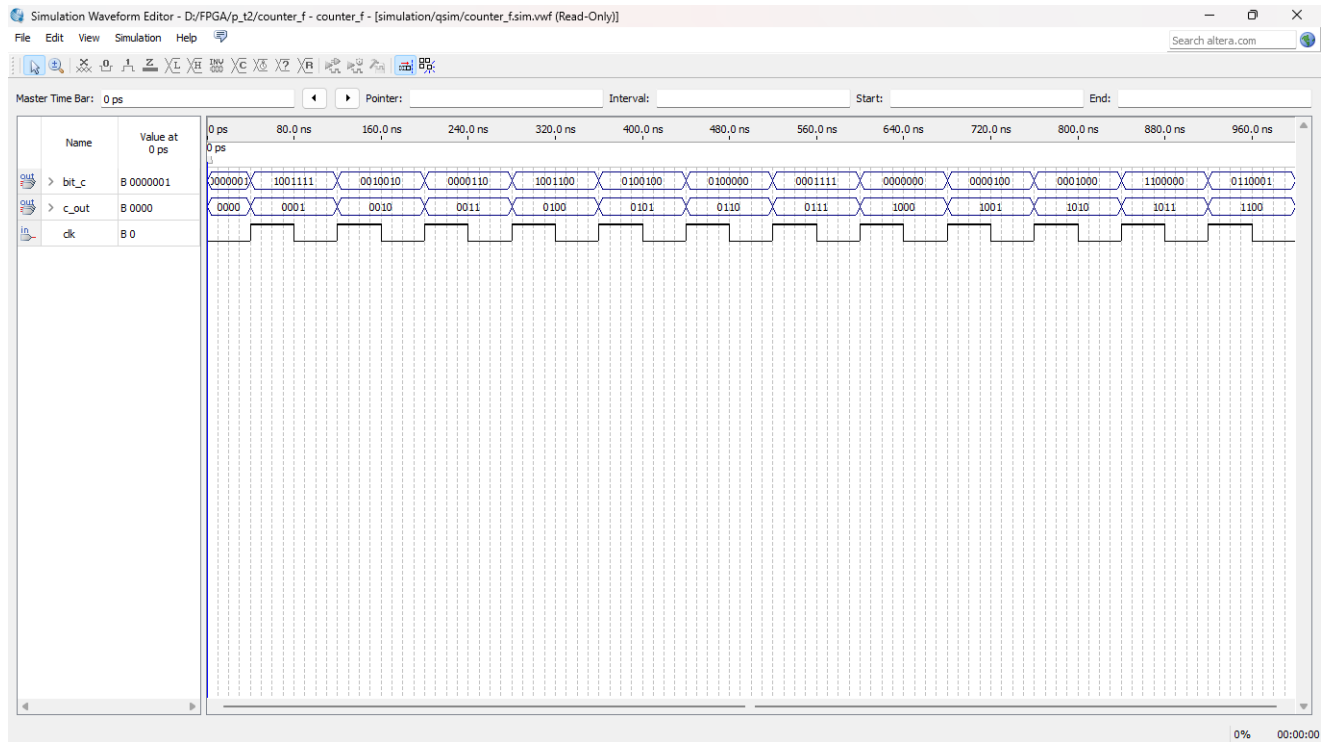 Simulation Waveform Editor - D:/FPGA/p_t2/counter_f - counter_f - [simulation/qsim/counter_f.sim.vwf (Read-Only)]
File Edit View Simulation Help
Search altera.com
Master Time Bar: 0 ps Pointer: Interval: Start: End:
Name Value at 0 ps
0 ps 80.0 ns 160.0 ns 240.0 ns 320.0 ns 400.0 ns 480.0 ns 560.0 ns 640.0 ns 720.0 ns 800.0 ns 880.0 ns 960.0 ns
0 ps
out > bit_c B 0000001 0000001 1001111 0010010 0000110 1001100 0100100 0100000 0001111 0000000 0000100 0001000 1100000 0110001
out > c_out B 0000 0000 0001 0010 0011 0100 0101 0110 0111 1000 1001 1010 1011 1100
in clk B 0
0% 00:00:00